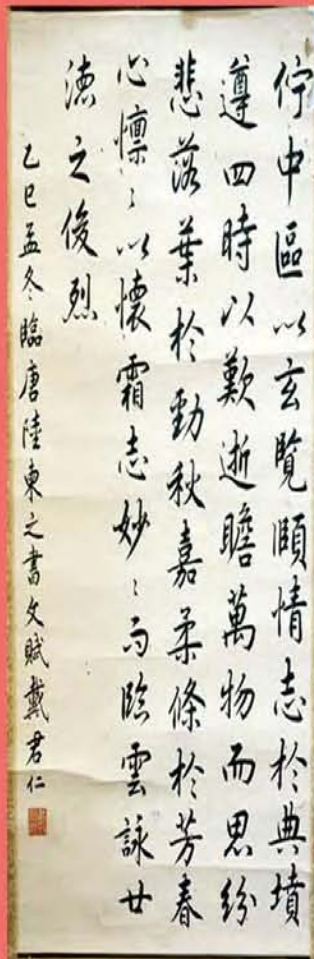 佇中區以玄覽頤情志於典墳
遵四時以歎逝瞻萬物而思紛
悲落葉於勁秋嘉柔條於芳春
心懍〻以懷霜志妙〻而臨雲詠廿
徳之俊烈
乙巳孟冬臨唐陸柬之書文賦戴君仁